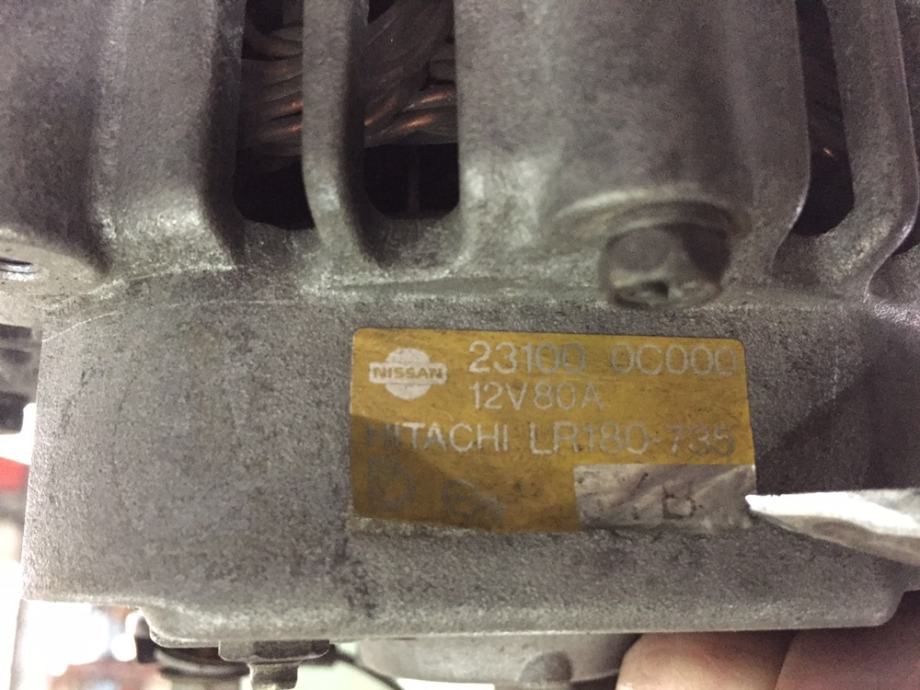 NISSAN
23100 0C000
12V80A
HITACHI LR180-735
D
B